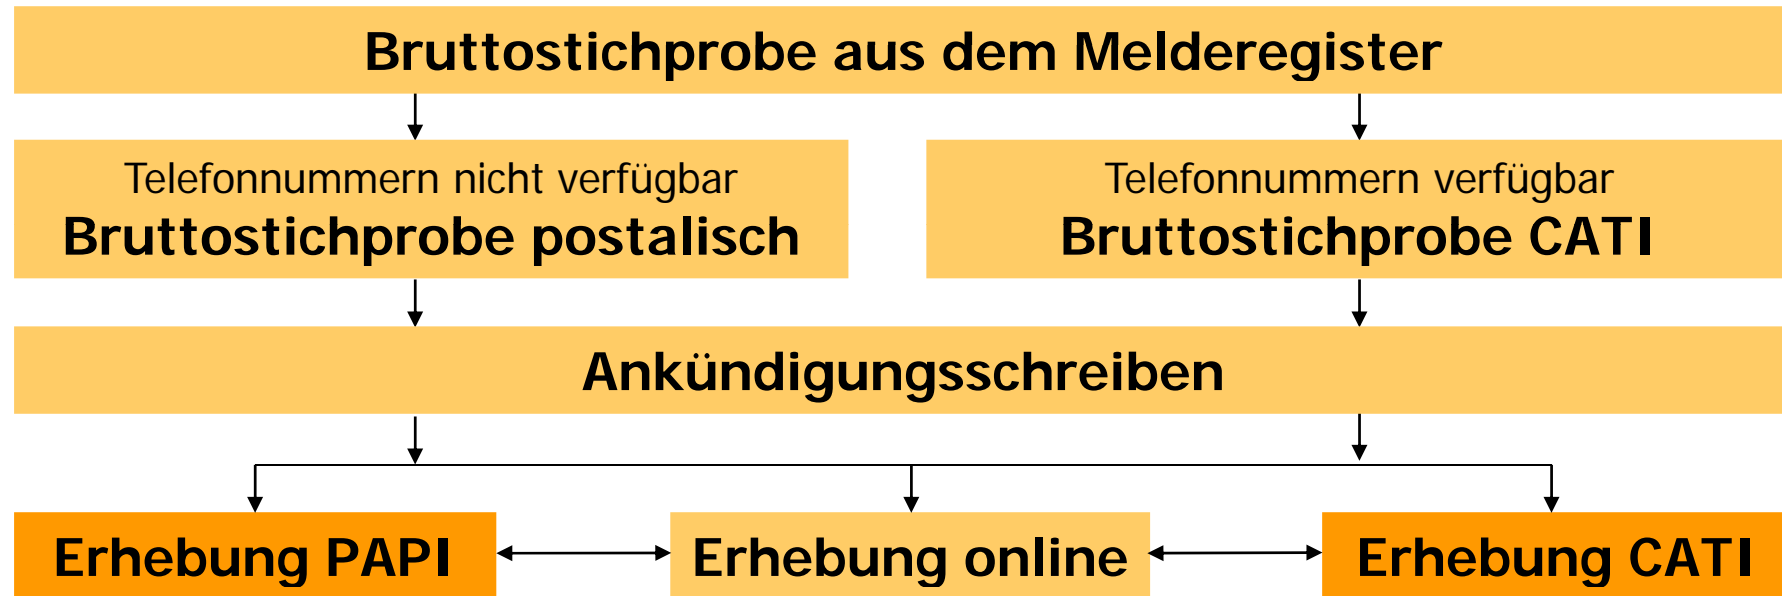 Bruttostichprobe aus dem Melderegister
Telefonnummern nicht verfügbar
Bruttostichprobe postalisch
Telefonnummern verfügbar
Bruttostichprobe CATI
Ankündigungsschreiben
Erhebung PAPI
Erhebung online
Erhebung CATI